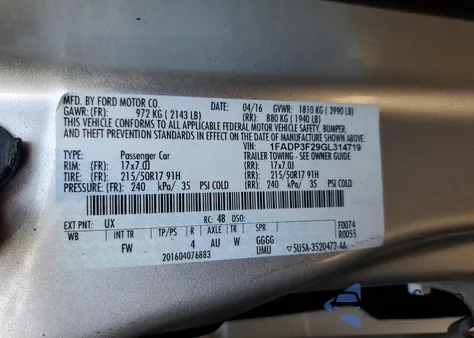 MFD. BY FORD MOTOR CO. 04/16 GVWR: 1810 KG ( 3990 LB)
GAWR: (FR): 972 KG ( 2143 LB) (RR): 880 KG ( 1940 LB)
THIS VEHICLE CONFORMS TO ALL APPLICABLE FEDERAL MOTOR VEHICLE SAFETY, BUMPER,
AND THEFT PREVENTION STANDARDS IN EFFECT ON THE DATE OF MANUFACTURE SHOWN ABOVE.
VIN: 1FADP3F29GL314719
TYPE: Passenger Car TRAILER TOWING - SEE OWNER GUIDE
RIM: (FR): 17x7.0J (RR): 17x7.0J
TIRE: (FR): 215/50R17 91H (RR): 215/50R17 91H
PRESSURE: (FR): 240 kPa/ 35 PSI COLD (RR): 240 kPa/ 35 PSI COLD
EXT PNT: UX RC: 48 DSO: F0074
WB INT TR TP/PS R AXLE TR SPR R0055
FW 4 AU W GGGG
201604076883 UMU 5U5A-3520472-AA